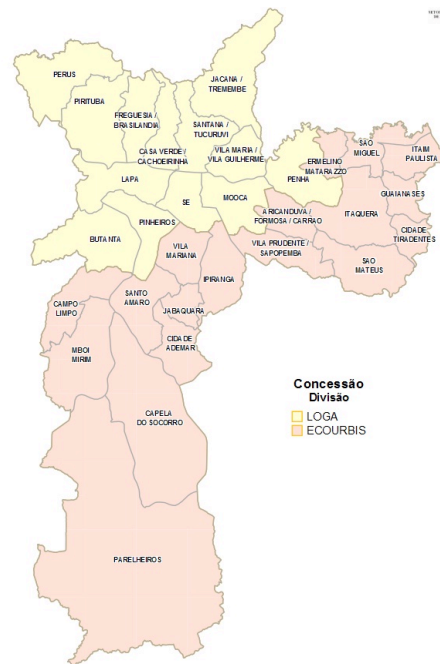 JACANA /
TREMEMBE
PERUS
PIRITUBA
FREGUESIA /
BRASILANDIA
SANTANA /
TUCURUVI
CASA VERDE /
CACHOEIRINHA
VILA MARIA /
VILA GUILHERME
SAO
MIGUEL
ITAIM
PAULISTA
ERMELINO
MATARAZZO
LAPA
PENHA
GUAIANASES
SE
MOOCA
ARICANDUVA /
FORMOSA / CARRAO
ITAQUERA
PINHEIROS
CIDADE
TIRADENTES
BUTANTA
VILA
MARIANA
VILA PRUDENTE /
SAPOPEMBA
SAO
MATEUS
IPIRANGA
SANTO
AMARO
CAMPO
LIMPO
JABAQUARA
CIDADE
ADEMAR
MBOI
MIRIM
Concessão
Divisão
LOGA
ECOURBIS
CAPELA
DO SOCORRO
PARELHEIROS